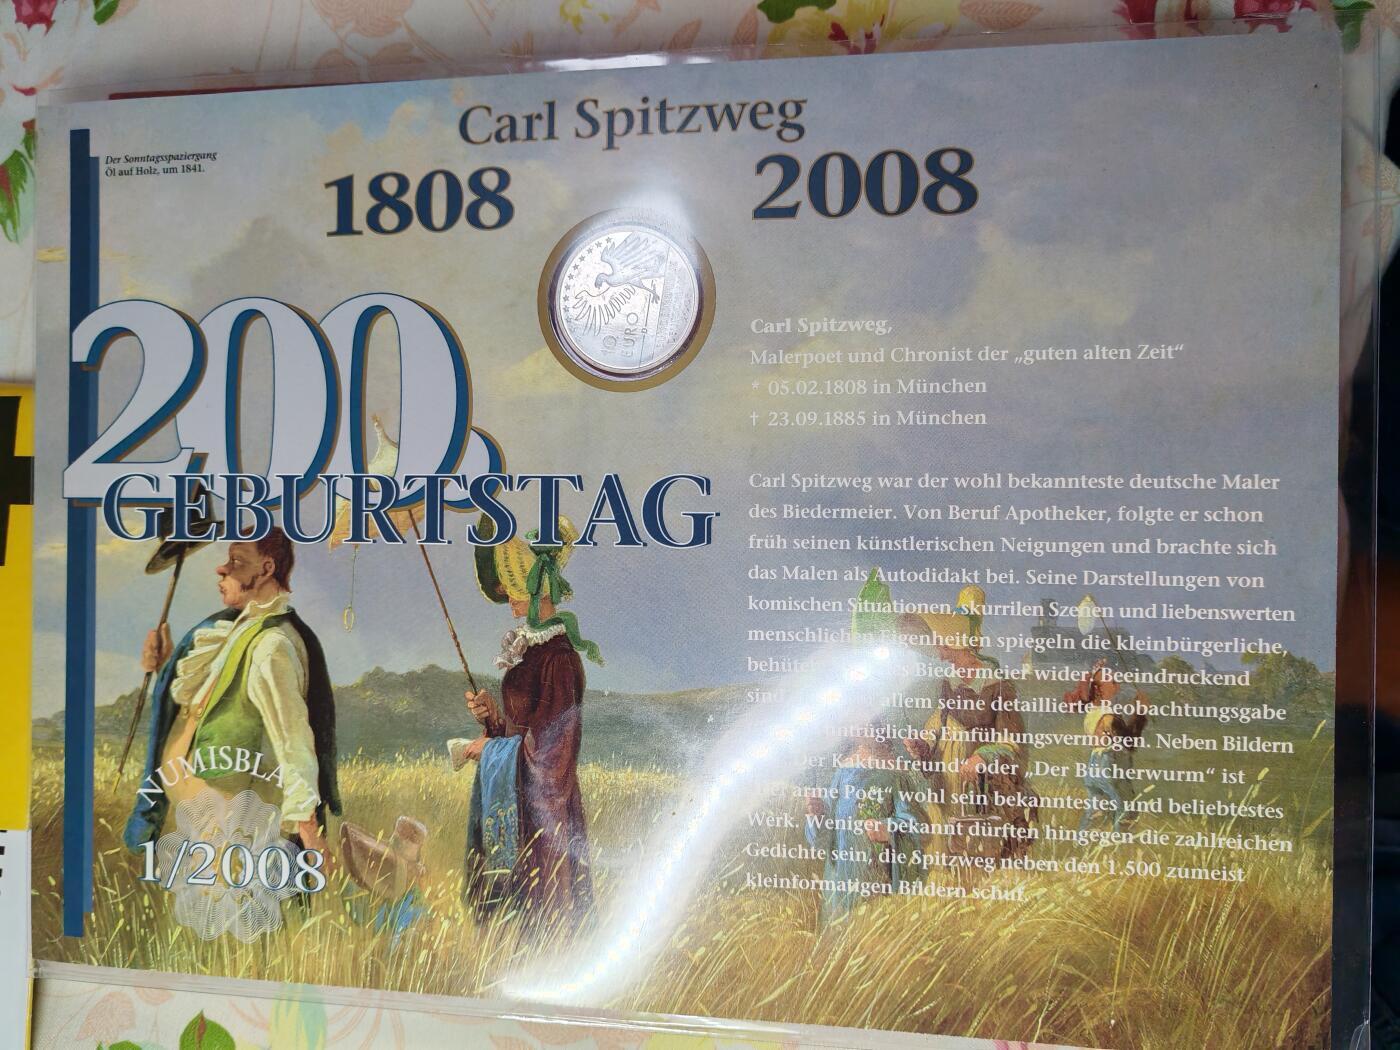 Carl Spitzweg
1808 2008
Der Sonntagsspaziergang
Öl auf Holz, um 1841.
200.
GEBURTSTAG
10
EURO
D
Carl Spitzweg,
Malerpoet und Chronist der „guten alten Zeit“
* 05.02.1808 in München
† 23.09.1885 in München
Carl Spitzweg war der wohl bekannteste deutsche Maler
des Biedermeier. Von Beruf Apotheker, folgte er schon
früh seinen künstlerischen Neigungen und brachte sich
das Malen als Autodidakt bei. Seine Darstellungen von
komischen Situationen, skurrilen Szenen und liebenswerten
menschlichen Eigenheiten spiegeln die kleinbürgerliche,
Biedermeier wider. Beeindruckend
sind allem seine detaillierte Beobachtungsgabe
Einfühlungsvermögen. Neben Bildern
„Der Kaktusfreund“ oder „Der Bücherwurm“ ist
arme Poet“ wohl sein bekanntestes und beliebtestes
Werk. Weniger bekannt dürften hingegen die zahlreichen
Gedichte sein, die Spitzweg neben den 1.500 zumeist
kleinformatigen Bildern schuf.
NUMISBLATT
1/2008